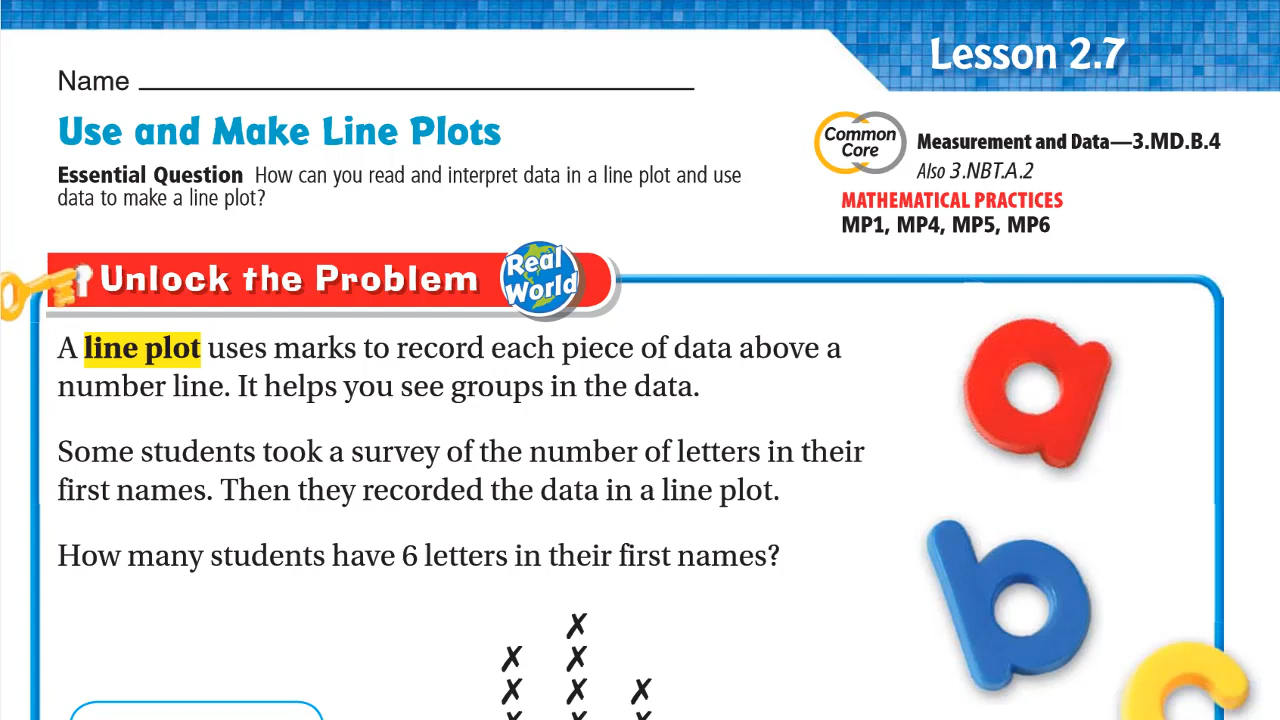 Lesson 2.7
Name
Use and Make Line Plots
Essential Question How can you read and interpret data in a line plot and use
data to make a line plot?
Common
Core
Measurement and Data—3.MD.B.4
Also 3.NBT.A.2
MATHEMATICAL PRACTICES
MP1, MP4, MP5, MP6
Unlock the Problem
Real
World
A line plot uses marks to record each piece of data above a
number line. It helps you see groups in the data.
Some students took a survey of the number of letters in their
first names. Then they recorded the data in a line plot.
How many students have 6 letters in their first names?
a
b
c
✗
✗ ✗
✗ ✗ ✗
✗ ✗ ✗